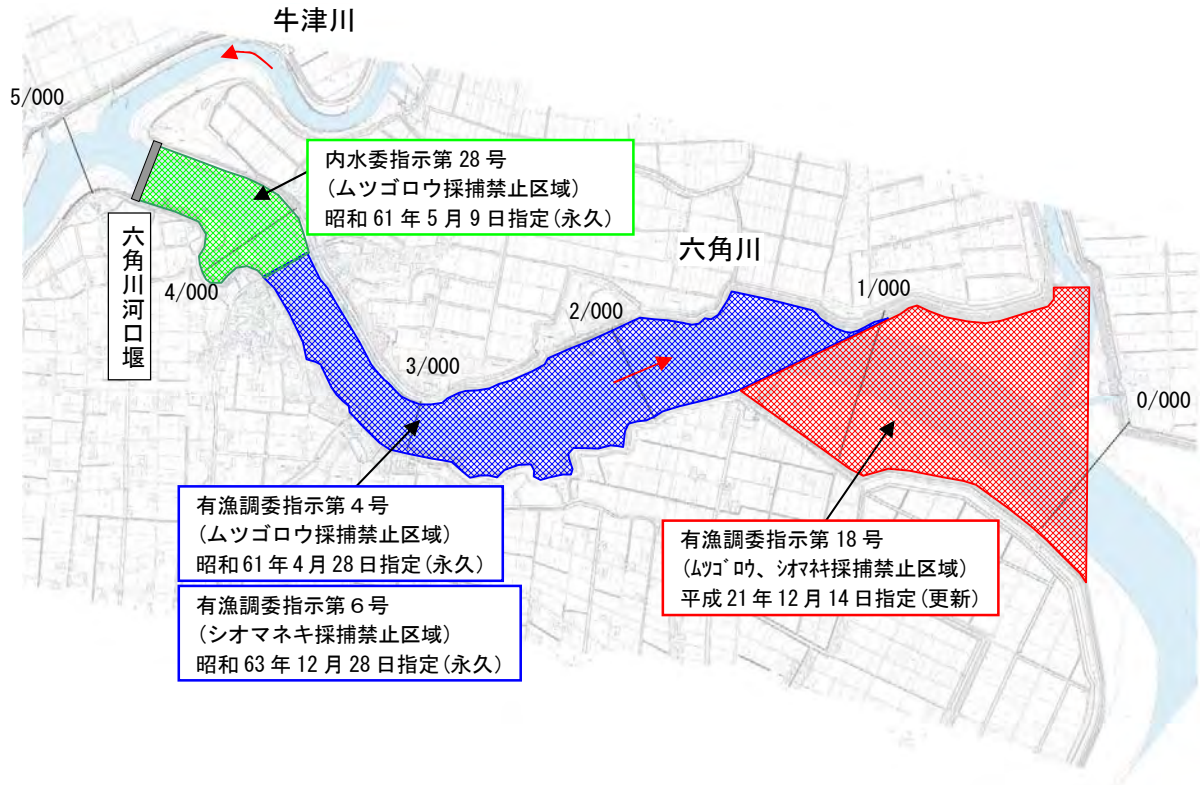 牛津川
5/000
内水委指示第28号
(ムツゴロウ採捕禁止区域)
昭和61年5月9日指定(永久)
六角川河口堰
六角川
4/000
3/000
2/000
1/000
0/000
有漁調委指示第4号
(ムツゴロウ採捕禁止区域)
昭和61年4月28日指定(永久)
有漁調委指示第6号
(シオマネキ採捕禁止区域)
昭和63年12月28日指定(永久)
有漁調委指示第18号
(ﾑﾂｺﾞﾛｳ、ｼｵﾏﾈｷ採捕禁止区域)
平成21年12月14日指定(更新)